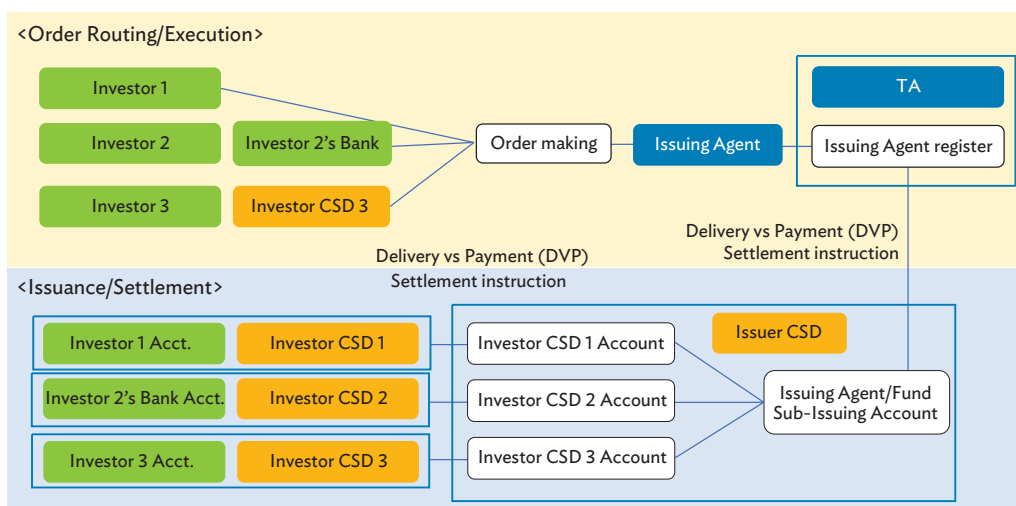 <Order Routing/Execution>
Investor 1
TA
Investor 2
Investor 2's Bank
Order making
Issuing Agent
Issuing Agent register
Investor 3
Investor CSD 3
Delivery vs Payment (DVP)
Settlement instruction
Delivery vs Payment (DVP)
Settlement instruction
<Issuance/Settlement>
Issuer CSD
Investor 1 Acct.
Investor CSD 1
Investor CSD 1 Account
Investor 2's Bank Acct.
Investor CSD 2
Investor CSD 2 Account
Issuing Agent/Fund
Sub-Issuing Account
Investor 3 Acct.
Investor CSD 3
Investor CSD 3 Account